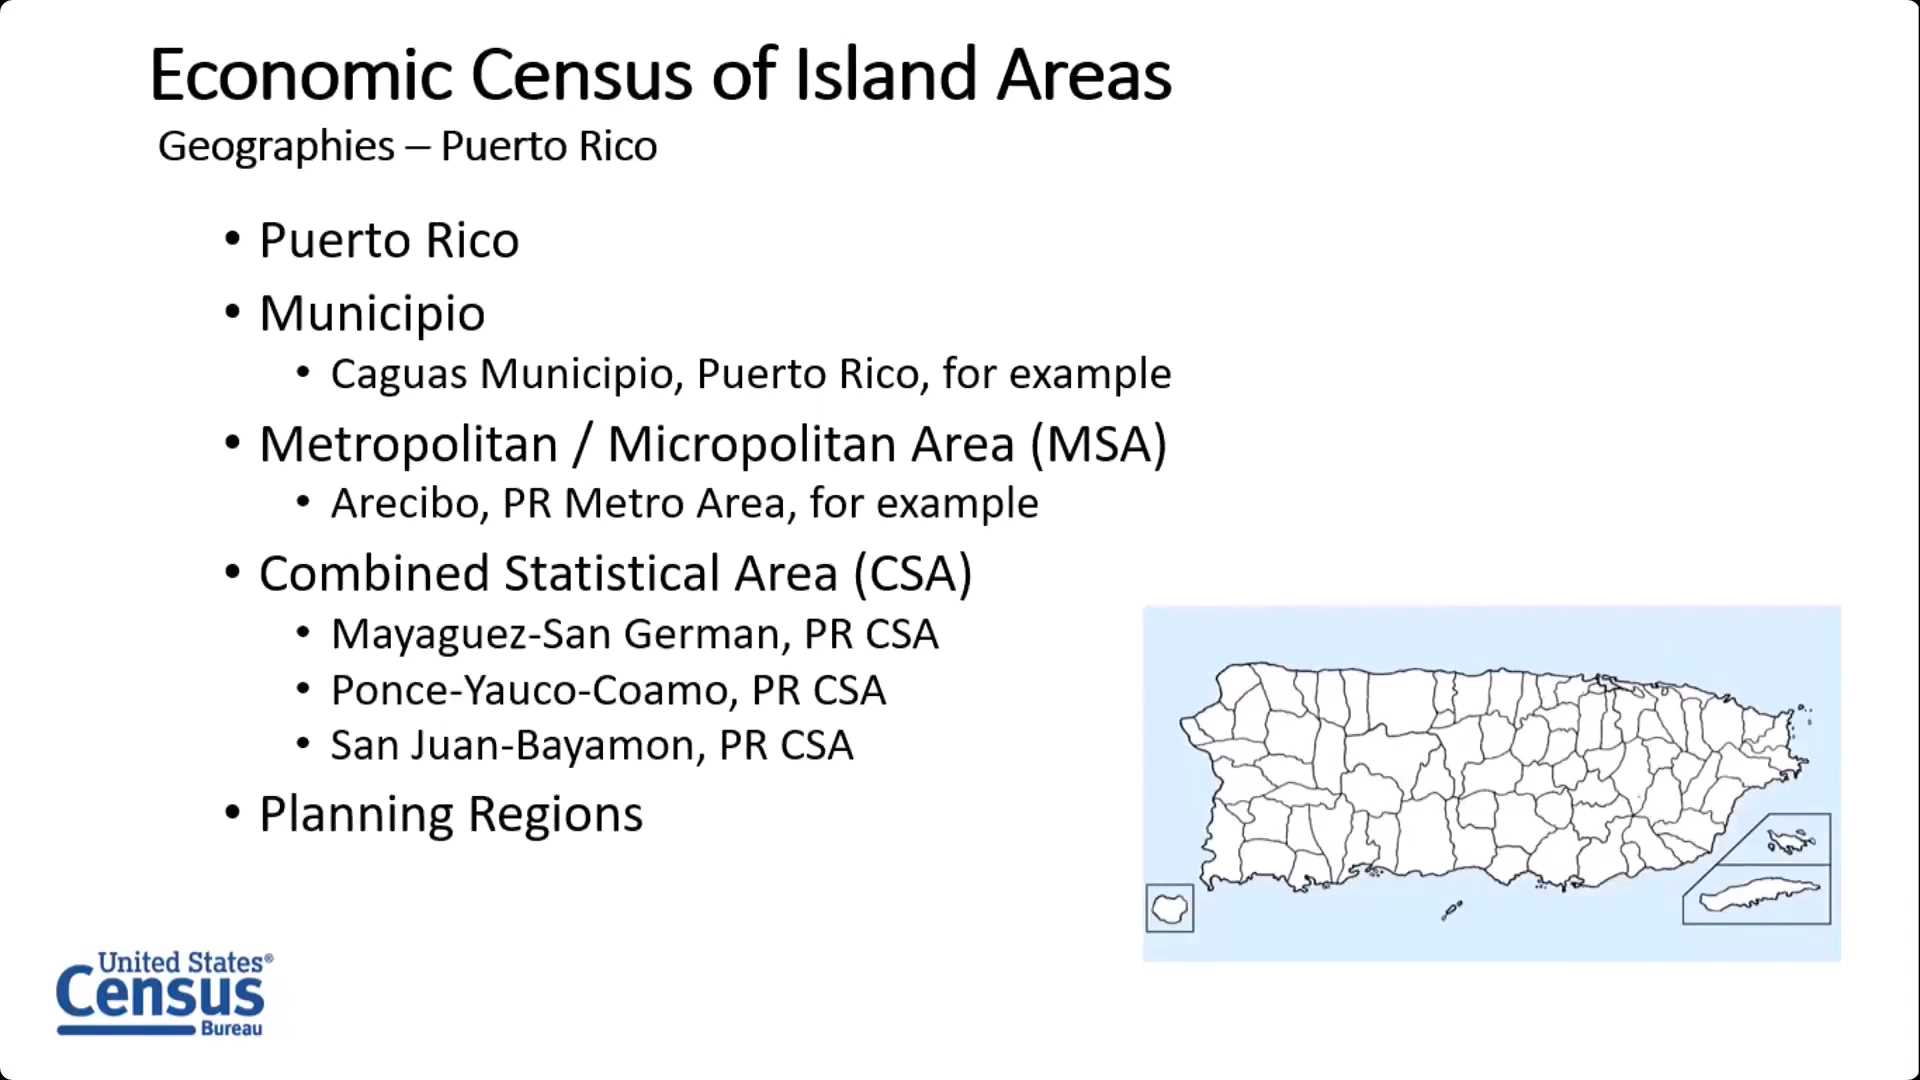 Economic Census of Island Areas
Geographies – Puerto Rico
• Puerto Rico
• Municipio
• Caguas Municipio, Puerto Rico, for example
• Metropolitan / Micropolitan Area (MSA)
• Arecibo, PR Metro Area, for example
• Combined Statistical Area (CSA)
• Mayaguez-San German, PR CSA
• Ponce-Yauco-Coamo, PR CSA
• San Juan-Bayamon, PR CSA
• Planning Regions
United States®
Census
Bureau